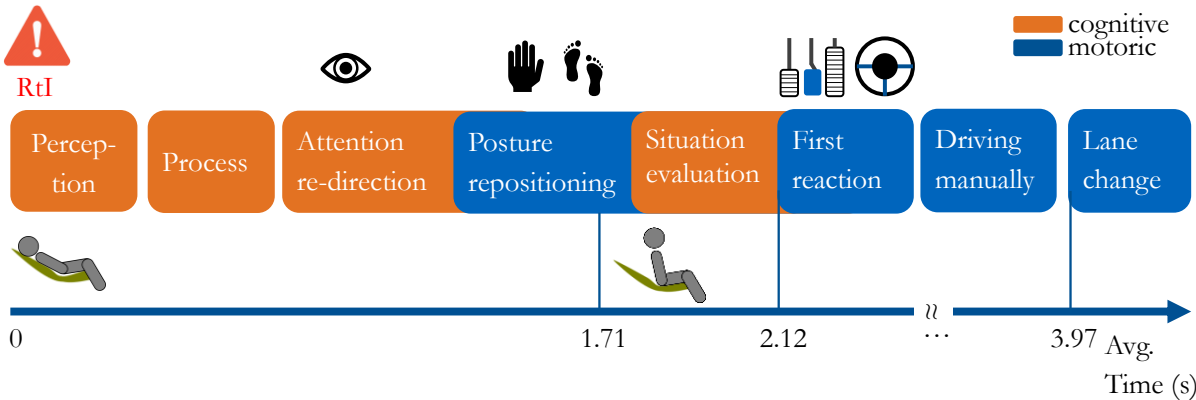 cognitive
motoric
RtI
Percep-
tion
Process
Attention
re-direction
Posture
repositioning
Situation
evaluation
First
reaction
Driving
manually
Lane
change
0
1.71
2.12
...
3.97
Avg.
Time (s)